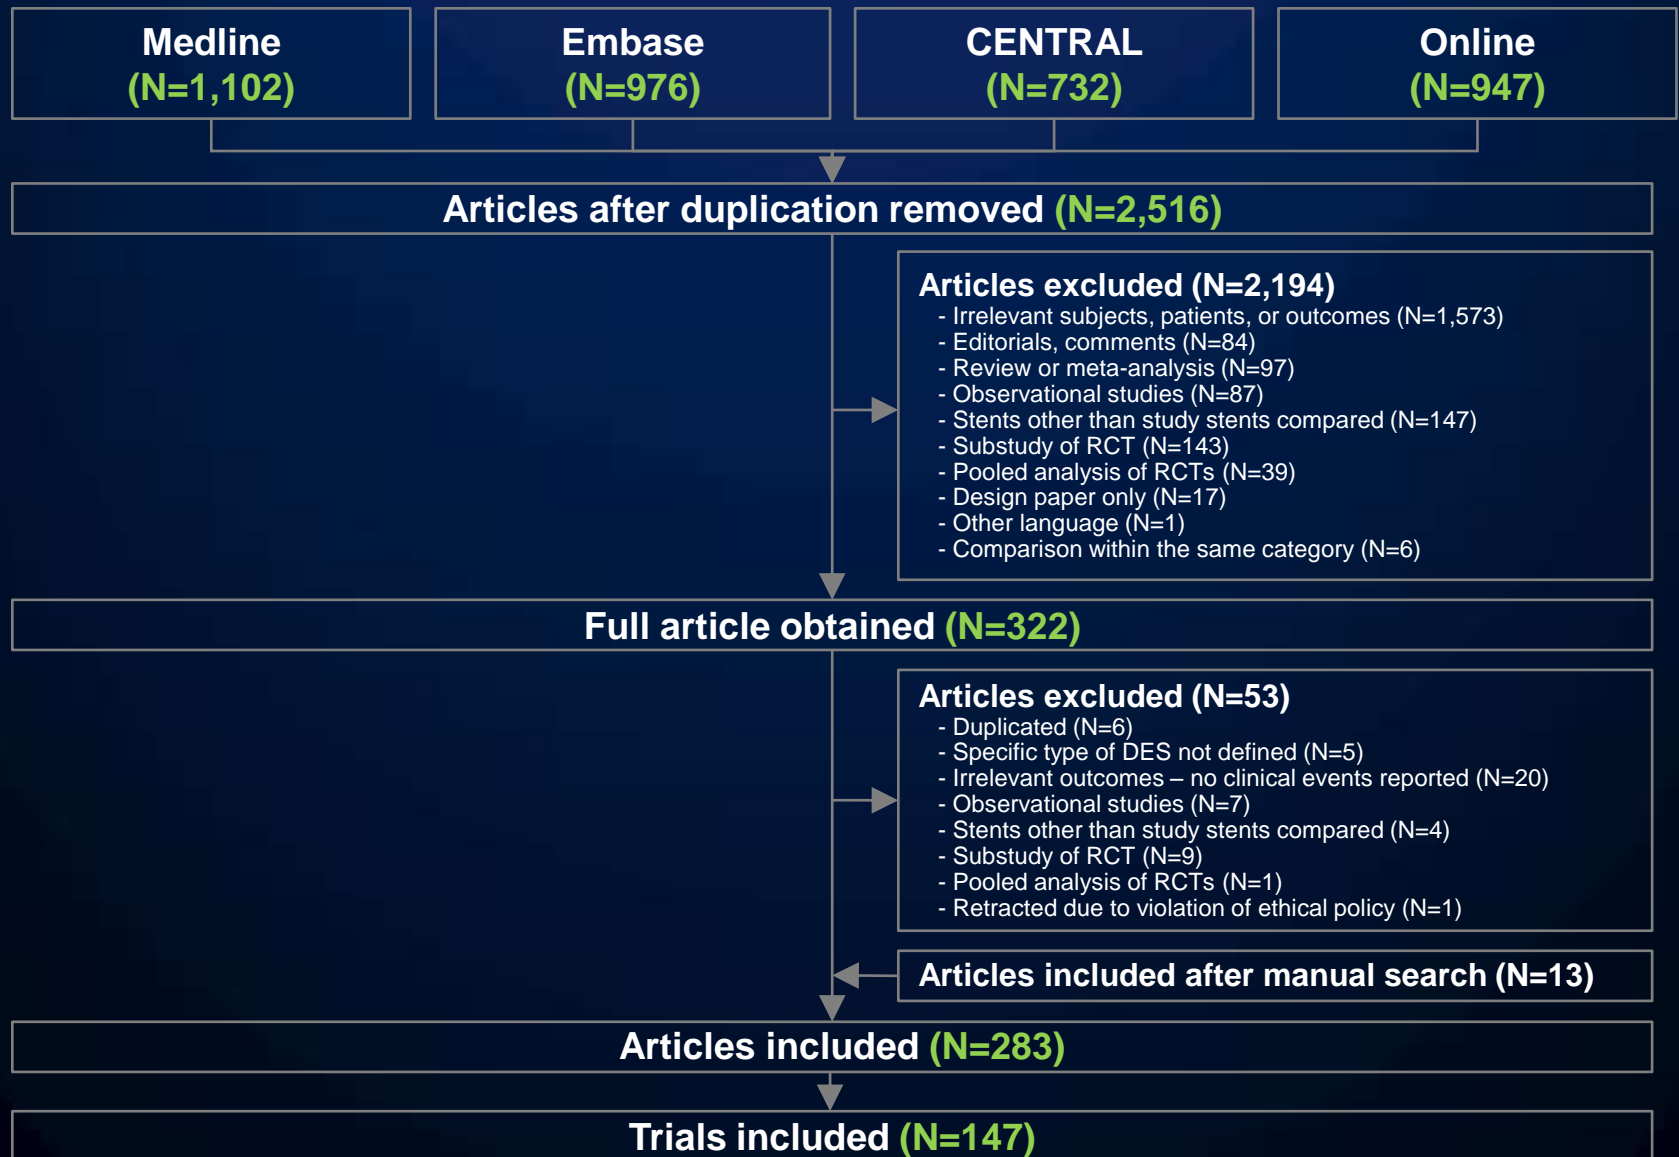 Medline
(N=1,102)
Embase
(N=976)
CENTRAL
(N=732)
Online
(N=947)
Articles after duplication removed (N=2,516)
Articles excluded (N=2,194)
- Irrelevant subjects, patients, or outcomes (N=1,573)
- Editorials, comments (N=84)
- Review or meta-analysis (N=97)
- Observational studies (N=87)
- Stents other than study stents compared (N=147)
- Substudy of RCT (N=143)
- Pooled analysis of RCTs (N=39)
- Design paper only (N=17)
- Other language (N=1)
- Comparison within the same category (N=6)
Full article obtained (N=322)
Articles excluded (N=53)
- Duplicated (N=6)
- Specific type of DES not defined (N=5)
- Irrelevant outcomes – no clinical events reported (N=20)
- Observational studies (N=7)
- Stents other than study stents compared (N=4)
- Substudy of RCT (N=9)
- Pooled analysis of RCTs (N=1)
- Retracted due to violation of ethical policy (N=1)
Articles included after manual search (N=13)
Articles included (N=283)
Trials included (N=147)